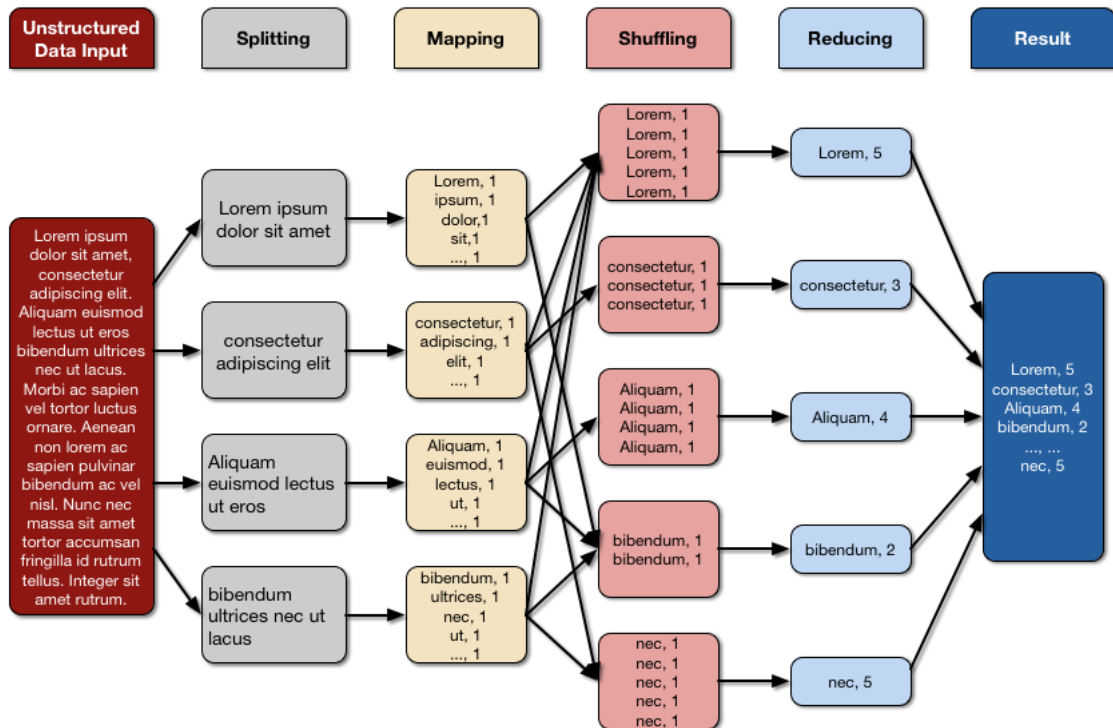 Unstructured
Data Input
Splitting
Mapping
Shuffling
Reducing
Result
Lorem ipsum
dolor sit amet,
consectetur
adipiscing elit.
Aliquam euismod
lectus ut eros
bibendum ultrices
nec ut lacus.
Morbi ac sapien
vel tortor luctus
ornare. Aenean
non lorem ac
sapien pulvinar
bibendum ac vel
nisl. Nunc nec
massa sit amet
tortor accumsan
fringilla id rutrum
tellus. Integer sit
amet rutrum.
Lorem ipsum
dolor sit amet
consectetur
adipiscing elit
Aliquam
euismod lectus
ut eros
bibendum
ultrices nec ut
lacus
Lorem, 1
ipsum, 1
dolor,1
sit,1
..., 1
consectetur, 1
adipiscing, 1
elit, 1
..., 1
Aliquam, 1
euismod, 1
lectus, 1
ut, 1
..., 1
bibendum, 1
ultrices, 1
nec, 1
ut, 1
..., 1
Lorem, 1
Lorem, 1
Lorem, 1
Lorem, 1
Lorem, 1
consectetur, 1
consectetur, 1
consectetur, 1
Aliquam, 1
Aliquam, 1
Aliquam, 1
Aliquam, 1
bibendum, 1
bibendum, 1
nec, 1
nec, 1
nec, 1
nec, 1
nec, 1
Lorem, 5
consectetur, 3
Aliquam, 4
bibendum, 2
nec, 5
Lorem, 5
consectetur, 3
Aliquam, 4
bibendum, 2
..., ...
nec, 5